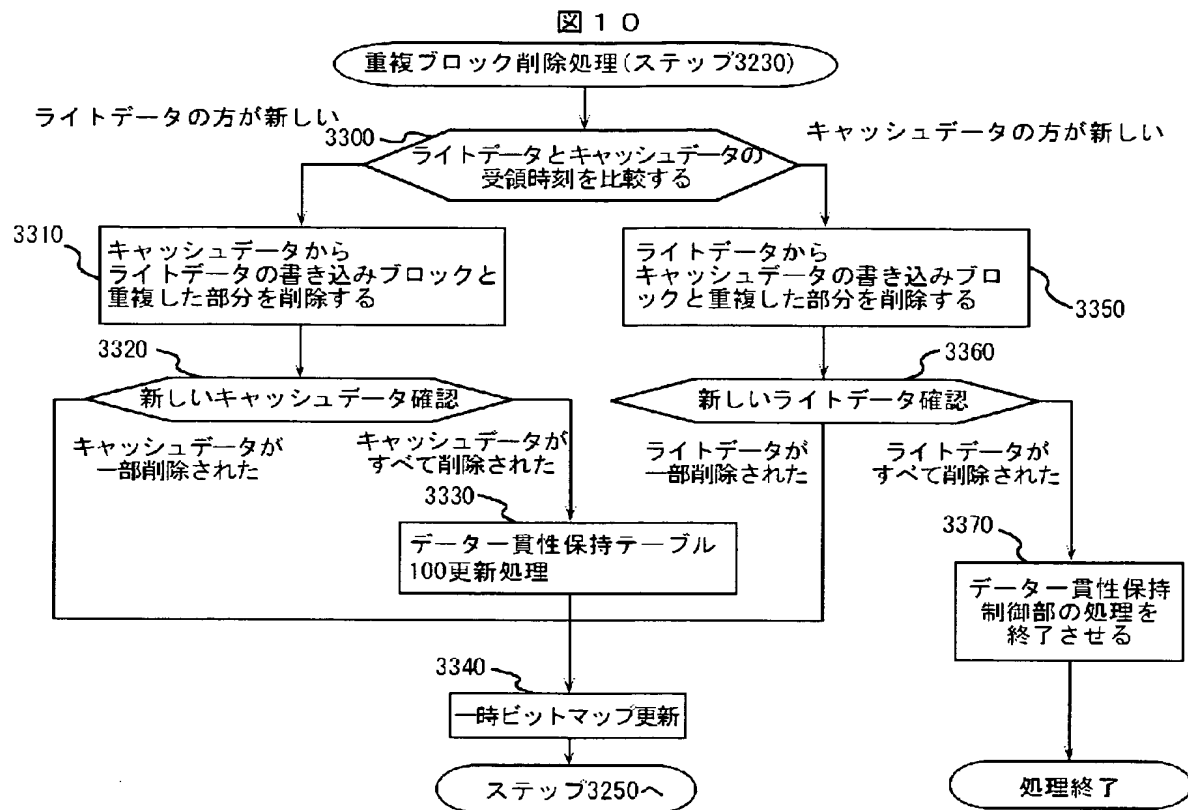 図１０
重複ブロック削除処理(ステップ3230)
ライトデータの方が新しい
3300
キャッシュデータの方が新しい
ライトデータとキャッシュデータの
受領時刻を比較する
3310
キャッシュデータから
ライトデータの書き込みブロックと
重複した部分を削除する
ライトデータから
キャッシュデータの書き込みブロ
ックと重複した部分を削除する
3350
3320
新しいキャッシュデータ確認
3360
新しいライトデータ確認
キャッシュデータが
一部削除された
キャッシュデータが
すべて削除された
ライトデータが
一部削除された
ライトデータが
すべて削除された
3330
データ一貫性保持テーブル
100更新処理
3370
データ一貫性保持
制御部の処理を
終了させる
3340
一時ビットマップ更新
ステップ3250へ
処理終了